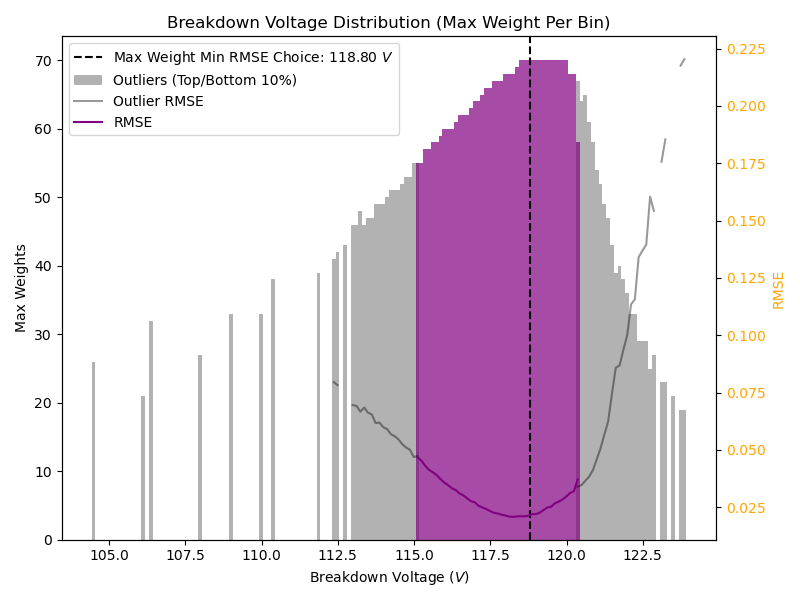 Breakdown Voltage Distribution (Max Weight Per Bin)
Max Weight Min RMSE Choice: 118.80 V
Outliers (Top/Bottom 10%)
Outlier RMSE
RMSE
Max Weights
70
60
50
40
30
20
10
0
0.225
0.200
0.175
0.150
0.125
0.100
0.075
0.050
0.025
RMSE
105.0 107.5 110.0 112.5 115.0 117.5 120.0 122.5
Breakdown Voltage (V)